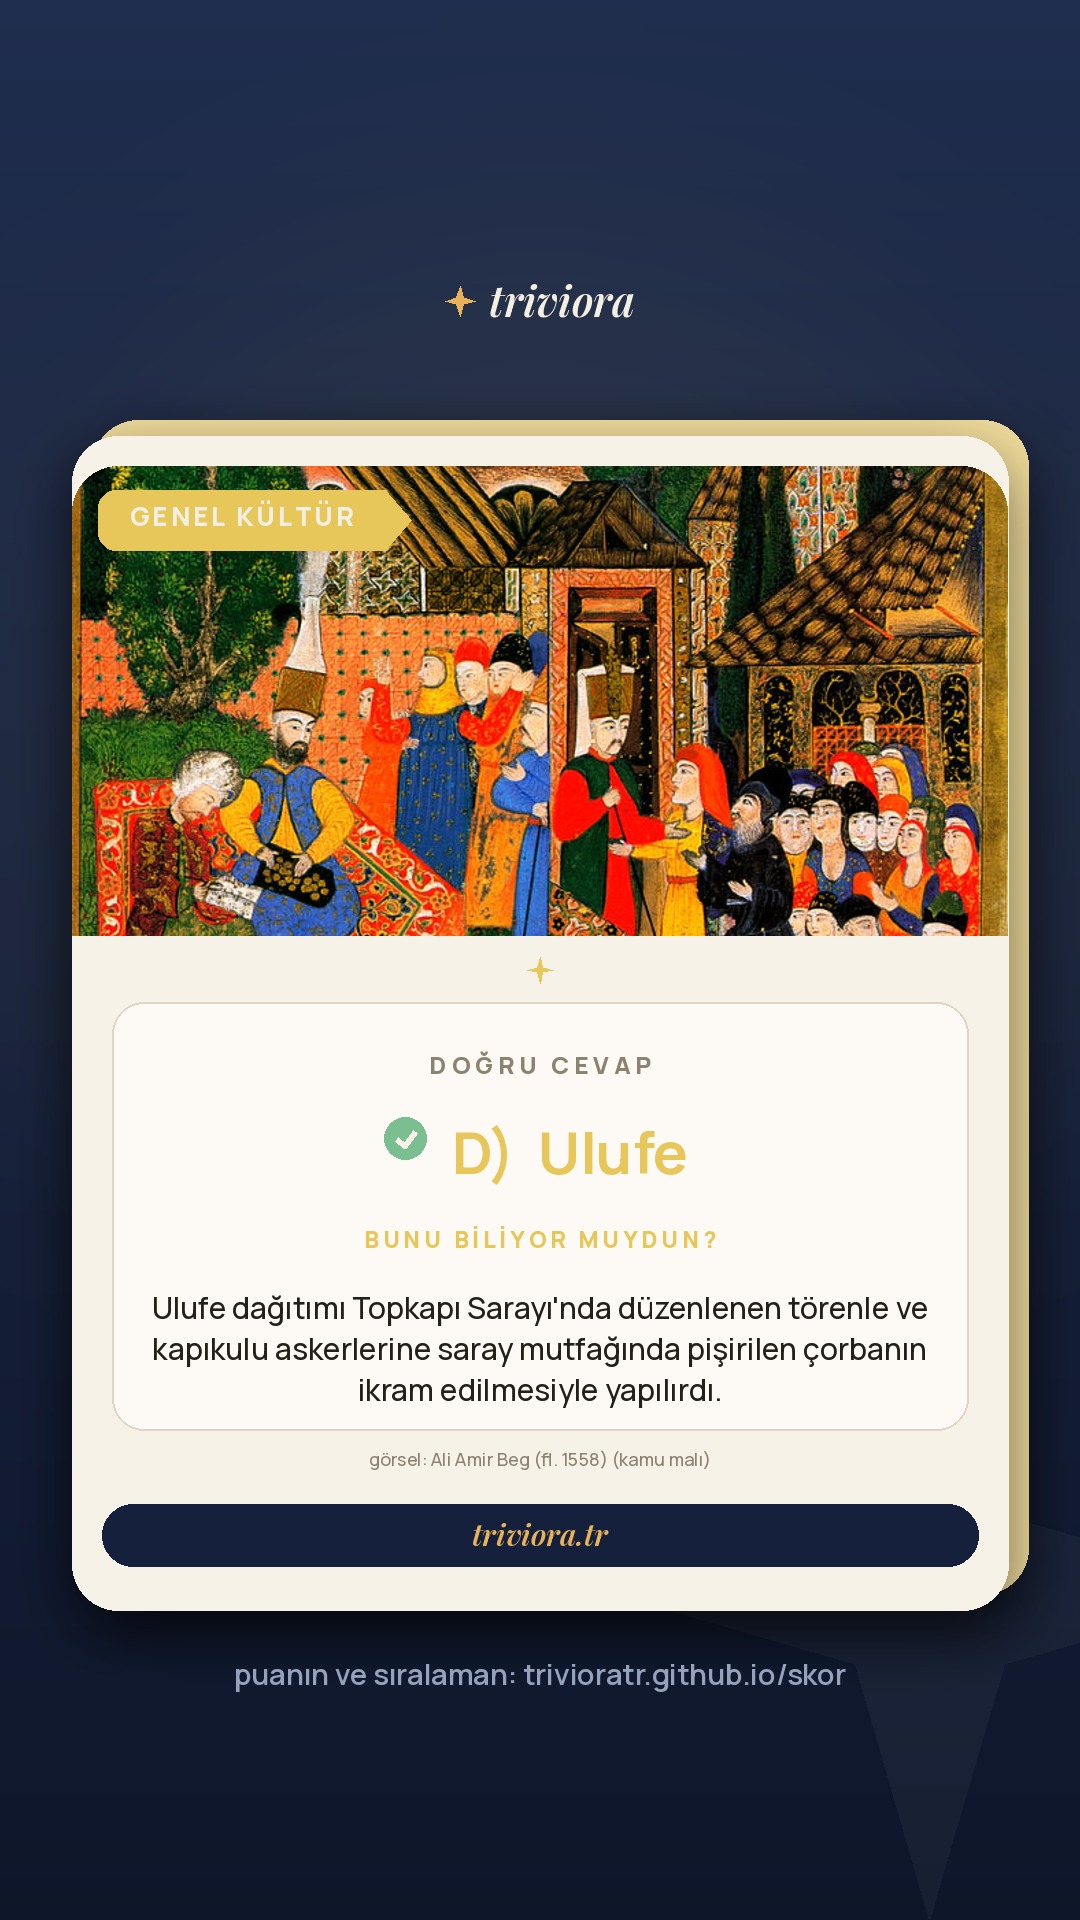 triviora
GENEL KÜLTÜR
DOĞRU CEVAP
D) Ulufe
BUNU BİLİYOR MUYDUN?
Ulufe dağıtımı Topkapı Sarayı'nda düzenlenen törenle ve
kapıkulu askerlerine saray mutfağında pişirilen çorbanın
ikram edilmesiyle yapılırdı.
görsel: Ali Amir Beg (fl. 1558) (kamu malı)
triviora.tr
puanın ve sıralaman: trivioratr.github.io/skor